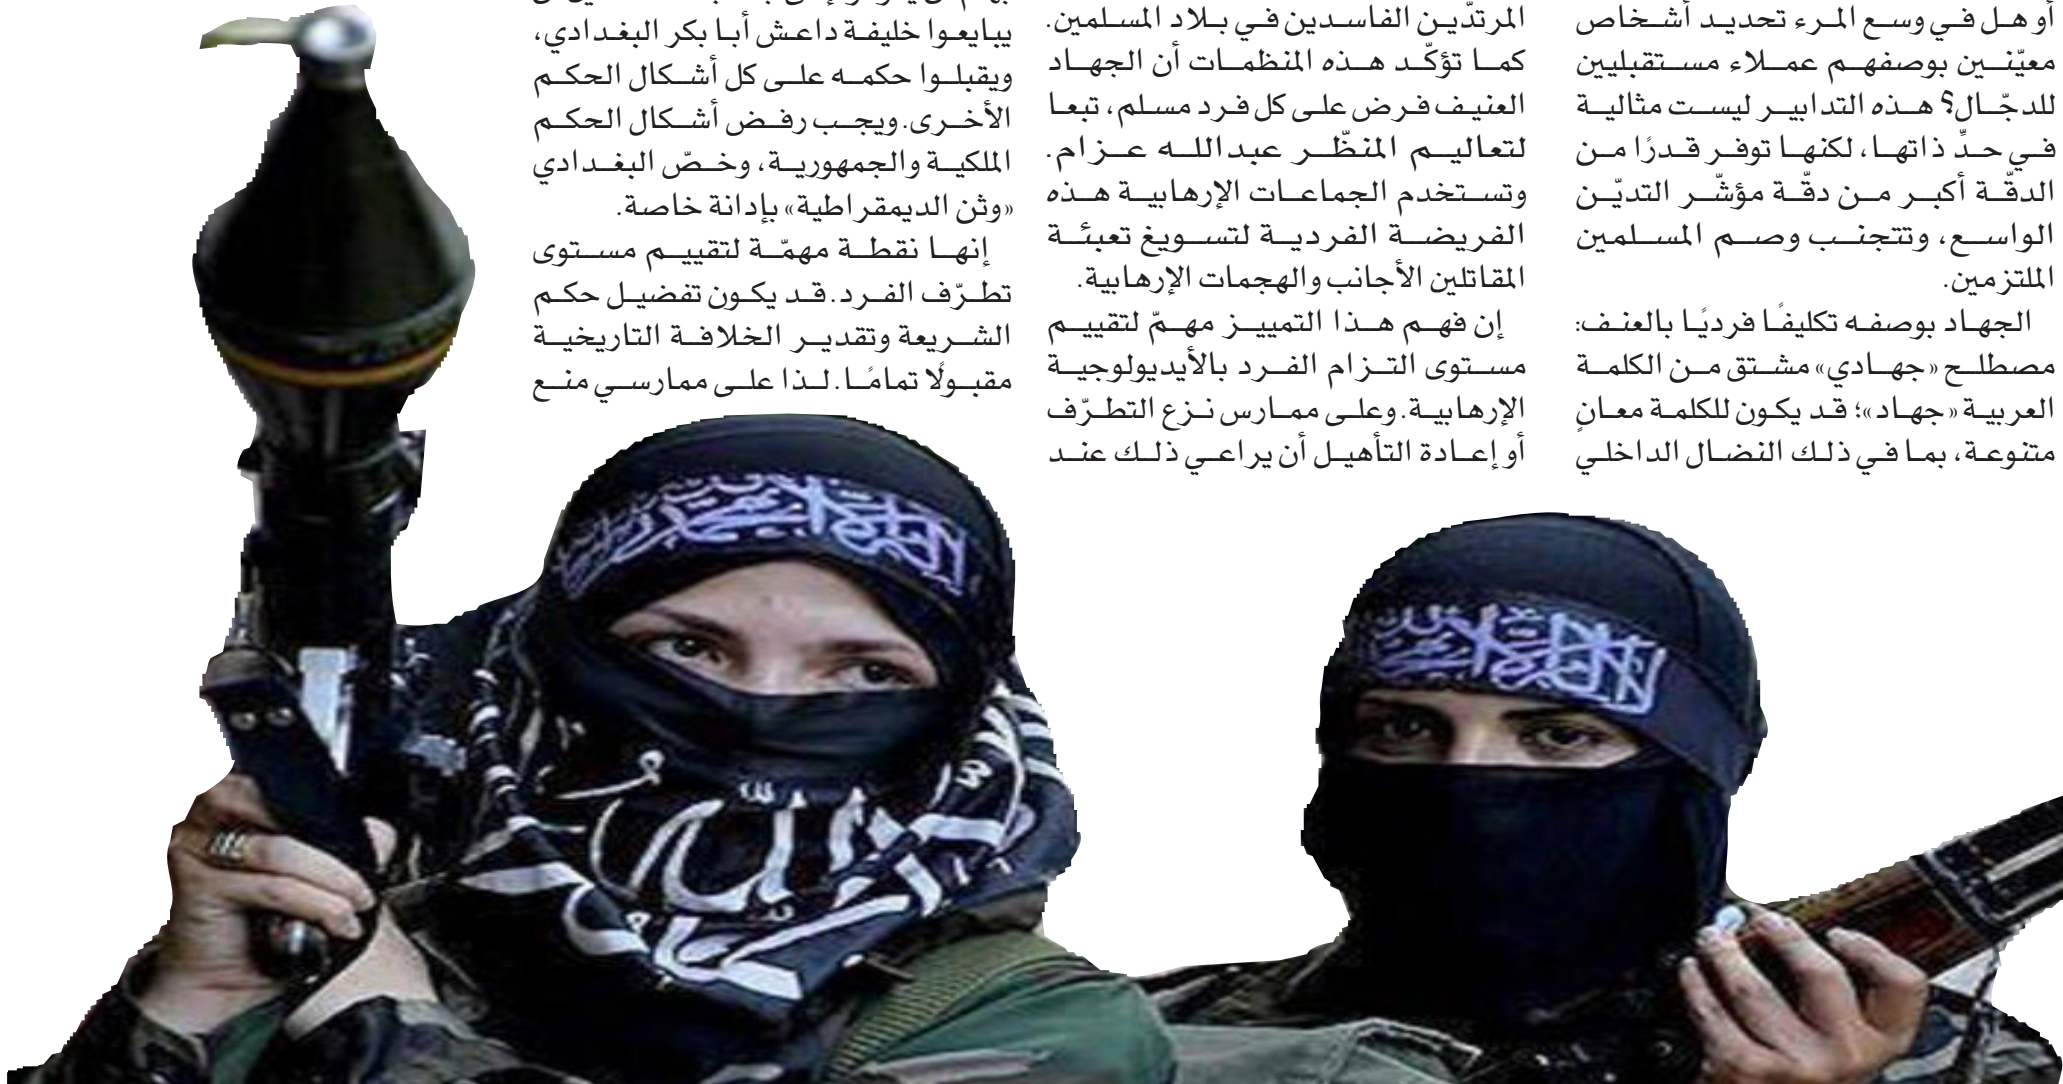 أو هل في وسع المرء تحديد أشخاص
معيّنين بوصفهم عملاء مستقبليين
للدجّال؟ هذه التدابير ليست مثالية
في حدِّ ذاتها، لكنها توفر قدرًا من
الدقّة أكبر من دقّة مؤشّر التديّن
الواسع، وتتجنب وصم المسلمين
الملتزمين.
الجهاد بوصفه تكليفًا فرديًا بالعنف:
مصطلح «جهادي» مشتق من الكلمة
العربية «جهاد»؛ قد يكون للكلمة معانٍ
متنوعة، بما في ذلك النضال الداخلي
المرتدّين الفاسدين في بلاد المسلمين.
كما تؤكّد هذه المنظمات أن الجهاد
العنيف فرض على كل فرد مسلم، تبعا
لتعاليم المنظّر عبدالله عزام.
وتستخدم الجماعات الإرهابية هذه
الفريضة الفردية لتسويغ تعبئة
المقاتلين الأجانب والهجمات الإرهابية.
إن فهم هذا التمييز مهمّ لتقييم
مستوى التزام الفرد بالأيديولوجية
الإرهابية. وعلى ممارس نزع التطرّف
أو إعادة التأهيل أن يراعي ذلك عند
يبايعوا خليفة داعش أبا بكر البغدادي،
ويقبلوا حكمه على كل أشكال الحكم
الأخرى. ويجب رفض أشكال الحكم
الملكية والجمهورية، وخصّ البغدادي
«وثن الديمقراطية» بإدانة خاصة.
إنها نقطة مهمّة لتقييم مستوى
تطرّف الفرد. قد يكون تفضيل حكم
الشريعة وتقدير الخلافة التاريخية
مقبولًا تمامًا. لذا على ممارسي منع